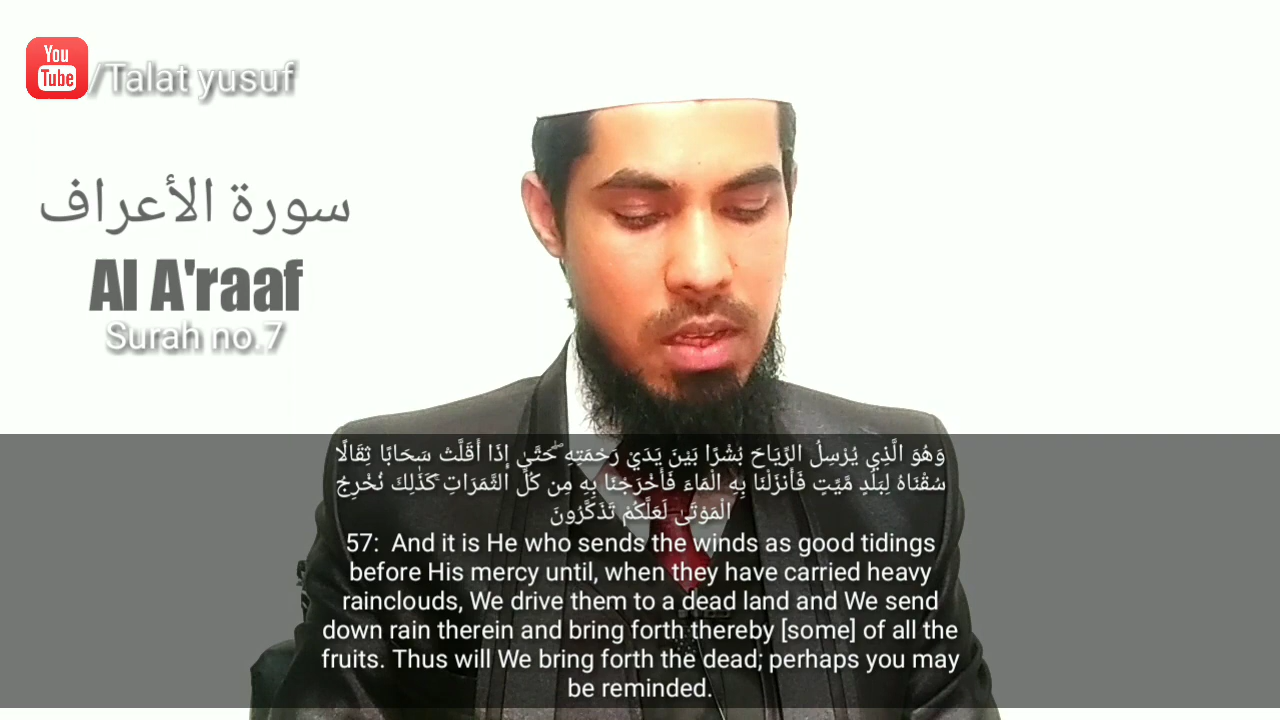 You
Tube
/Talat yusuf
سورة الأعراف
Al A'raaf
Surah no.7
وَهُوَ الَّذِي يُرْسِلُ الرِّيَاحَ بُشْرًا بَيْنَ يَدَيْ رَحْمَتِهِ ۖ حَتَّىٰ إِذَا أَقَلَّتْ سَحَابًا ثِقَالًا
سُقْنَاهُ لِبَلَدٍ مَّيِّتٍ فَأَنزَلْنَا بِهِ الْمَاءَ فَأَخْرَجْنَا بِهِ مِن كُلِّ الثَّمَرَاتِ ۚ كَذَٰلِكَ نُخْرِجُ
الْمَوْتَىٰ لَعَلَّكُمْ تَذَكَّرُونَ
57:  And it is He who sends the winds as good tidings
before His mercy until, when they have carried heavy
rainclouds, We drive them to a dead land and We send
down rain therein and bring forth thereby [some] of all the
fruits. Thus will We bring forth the dead; perhaps you may
be reminded.